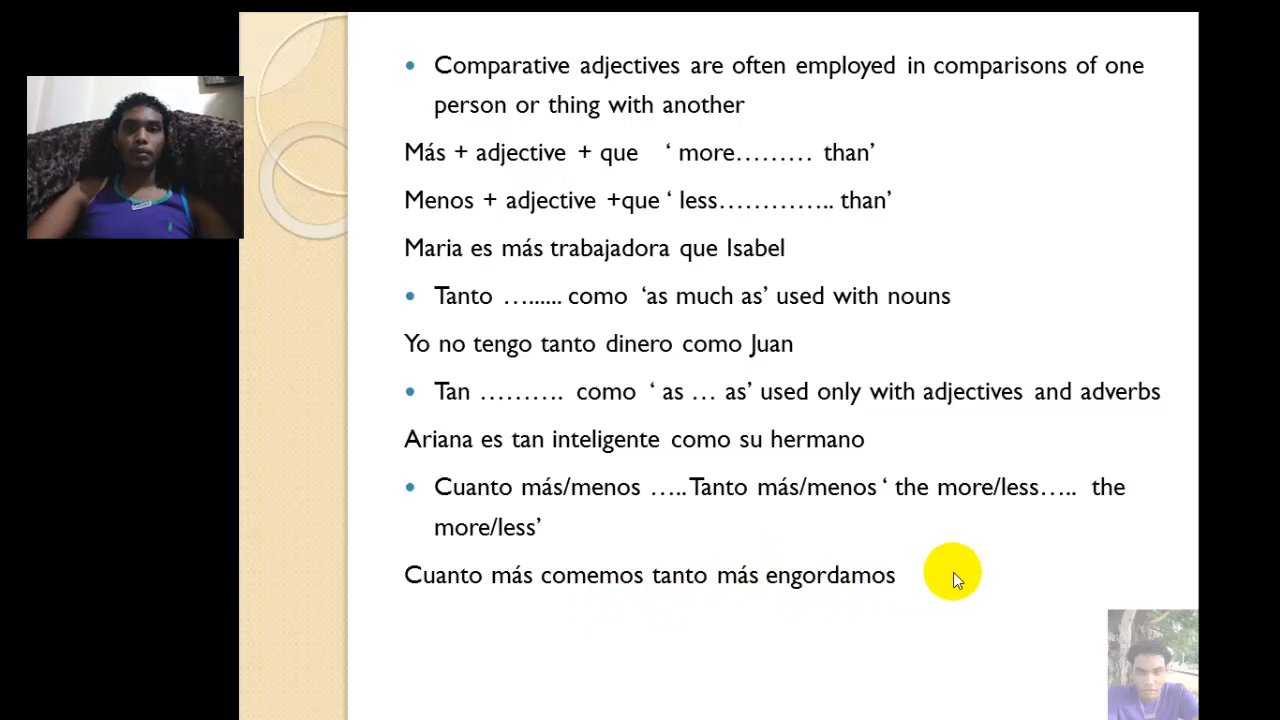 • Comparative adjectives are often employed in comparisons of one
person or thing with another
Más + adjective + que ‘ more……… than’
Menos + adjective +que ‘ less………….. than’
Maria es más trabajadora que Isabel
• Tanto …...... como ‘as much as’ used with nouns
Yo no tengo tanto dinero como Juan
• Tan ………. como ‘ as … as’ used only with adjectives and adverbs
Ariana es tan inteligente como su hermano
• Cuanto más/menos ….. Tanto más/menos ‘ the more/less….. the
more/less’
Cuanto más comemos tanto más engordamos